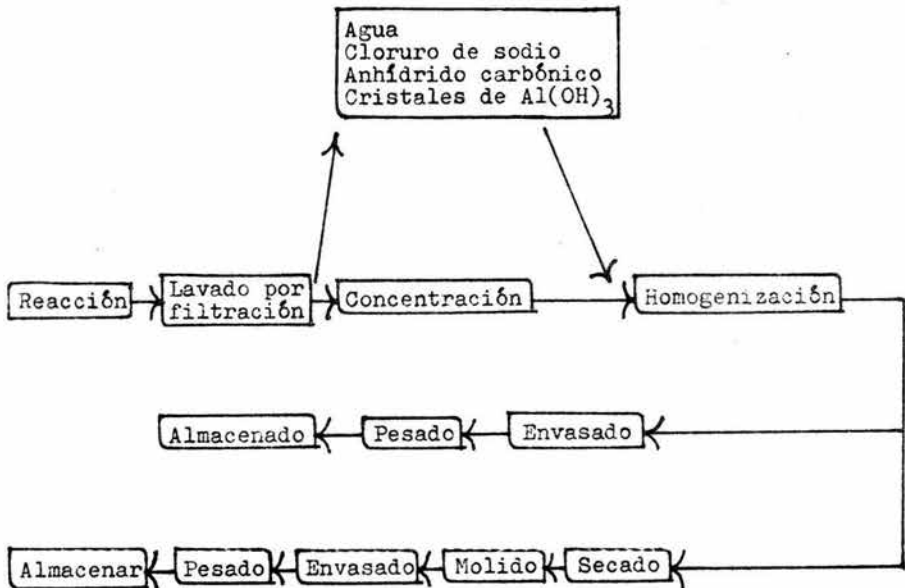 Agua
Cloruro de sodio
Anhídrido carbónico
Cristales de Al(OH)3
Reacción
Lavado por
filtración
Concentración
Homogenización
Almacenado
Pesado
Envasado
Almacenar
Pesado
Envasado
Molido
Secado